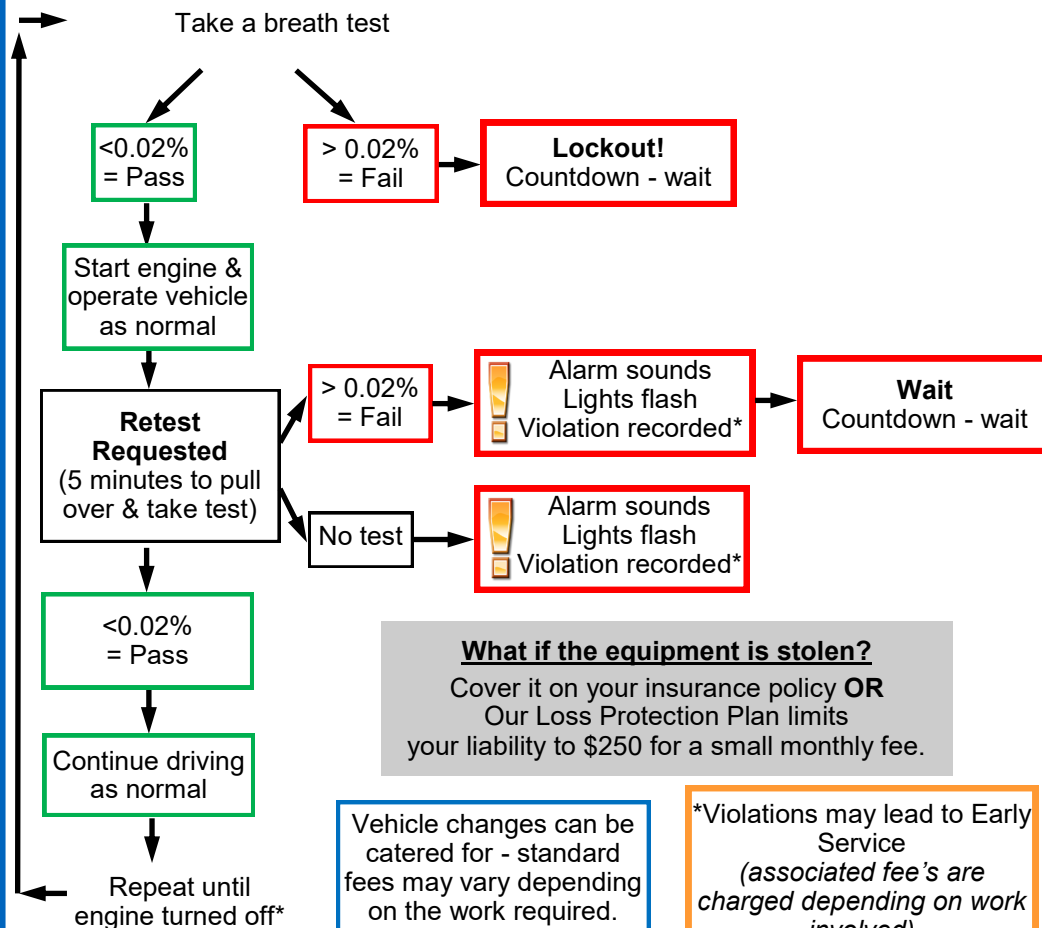 Take a breath test
<0.02%
= Pass
> 0.02%
= Fail
Lockout!
Countdown - wait
Start engine &
operate vehicle
as normal
Retest
Requested
(5 minutes to pull
over & take test)
> 0.02%
= Fail
Alarm sounds
Lights flash
Violation recorded*
Wait
Countdown - wait
No test
Alarm sounds
Lights flash
Violation recorded*
<0.02%
= Pass
Continue driving
as normal
Repeat until
engine turned off*
What if the equipment is stolen?
Cover it on your insurance policy OR
Our Loss Protection Plan limits
your liability to $250 for a small monthly fee.
Vehicle changes can be
catered for - standard
fees may vary depending
on the work required.
*Violations may lead to Early
Service
(associated fee's are
charged depending on work
involved)